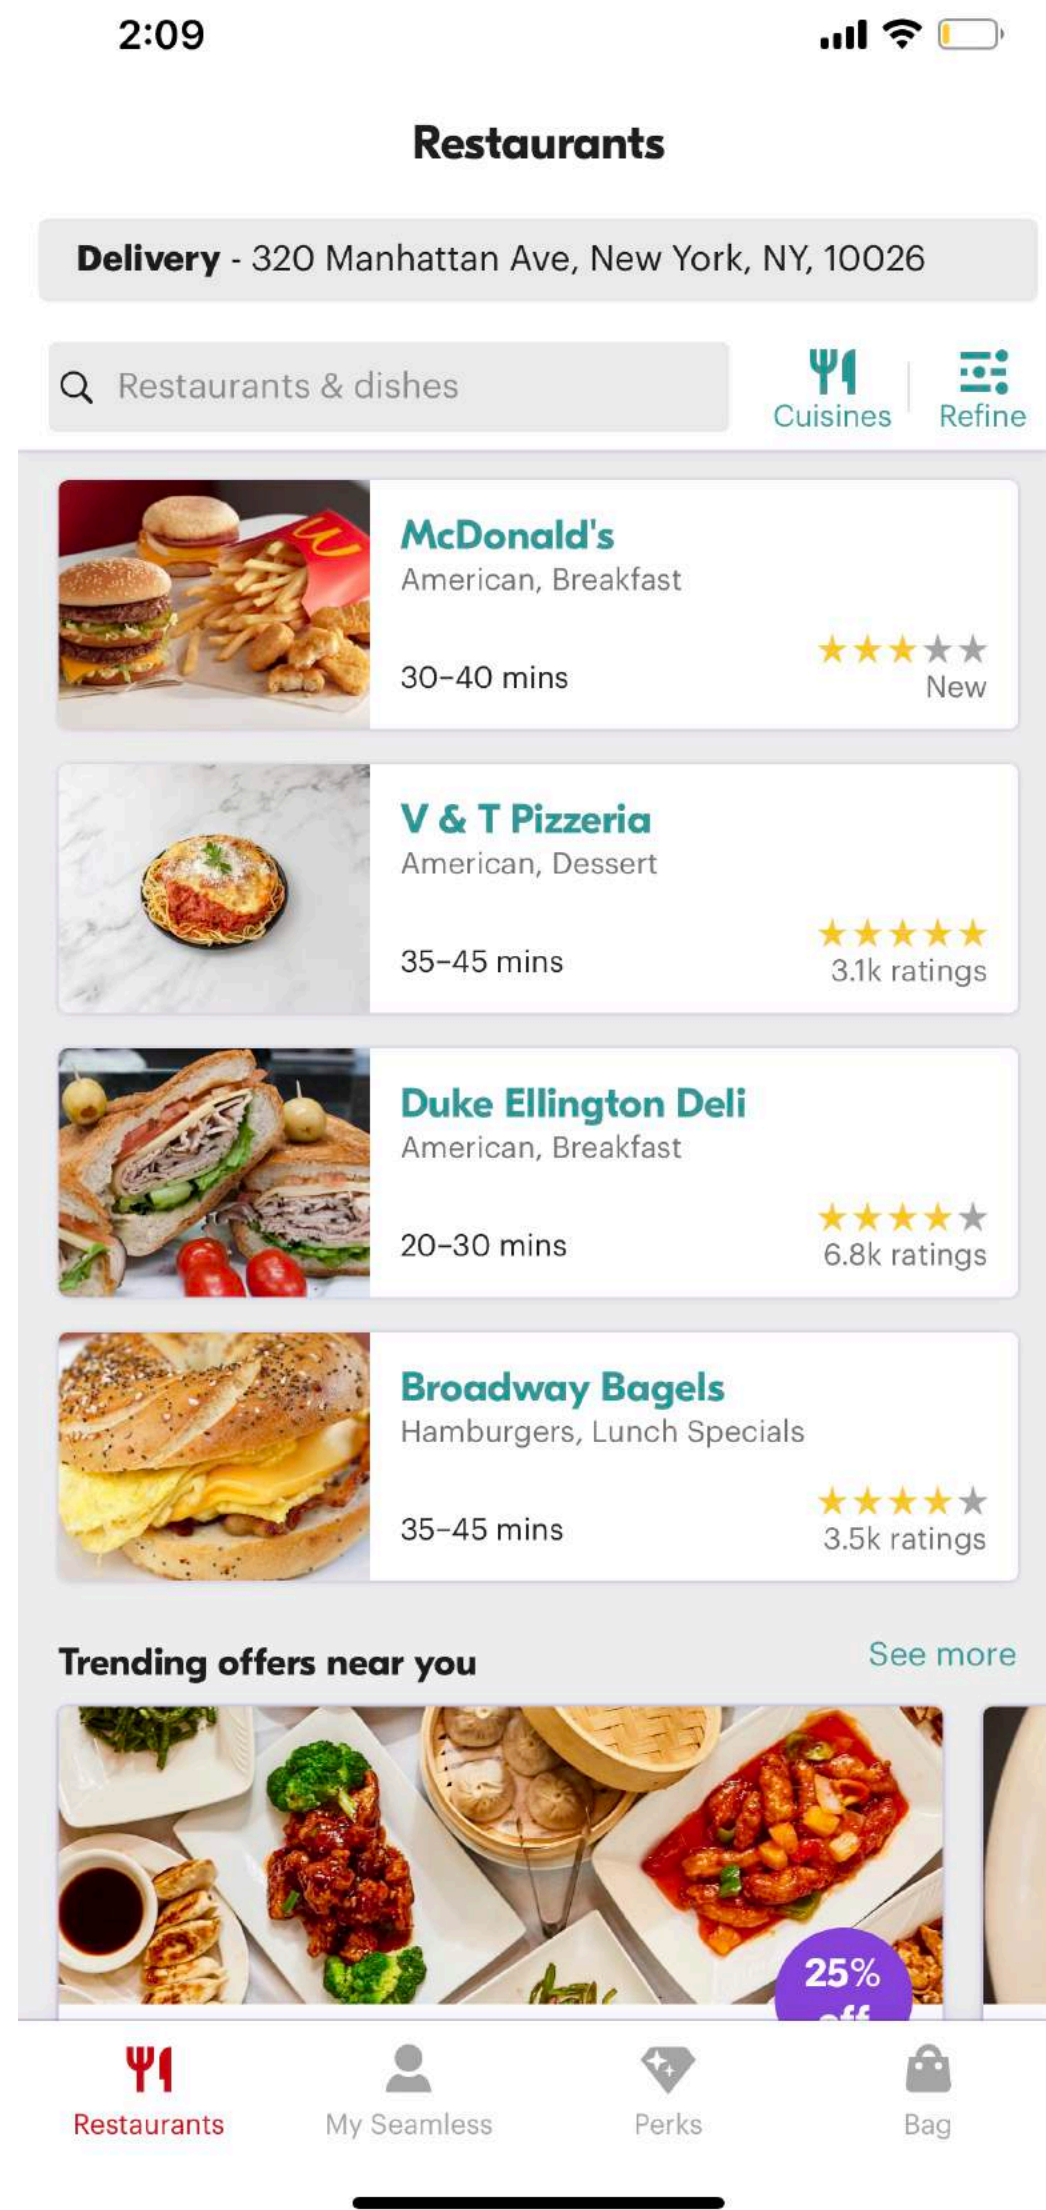 2:09
Restaurants
Delivery - 320 Manhattan Ave, New York, NY, 10026
Restaurants & dishes
Cuisines
Refine
McDonald's
American, Breakfast
30-40 mins
New
V & T Pizzeria
American, Dessert
35-45 mins
3.1k ratings
Duke Ellington Deli
American, Breakfast
20-30 mins
6.8k ratings
Broadway Bagels
Hamburgers, Lunch Specials
35-45 mins
3.5k ratings
Trending offers near you
See more
25%
off
Restaurants
My Seamless
Perks
Bag